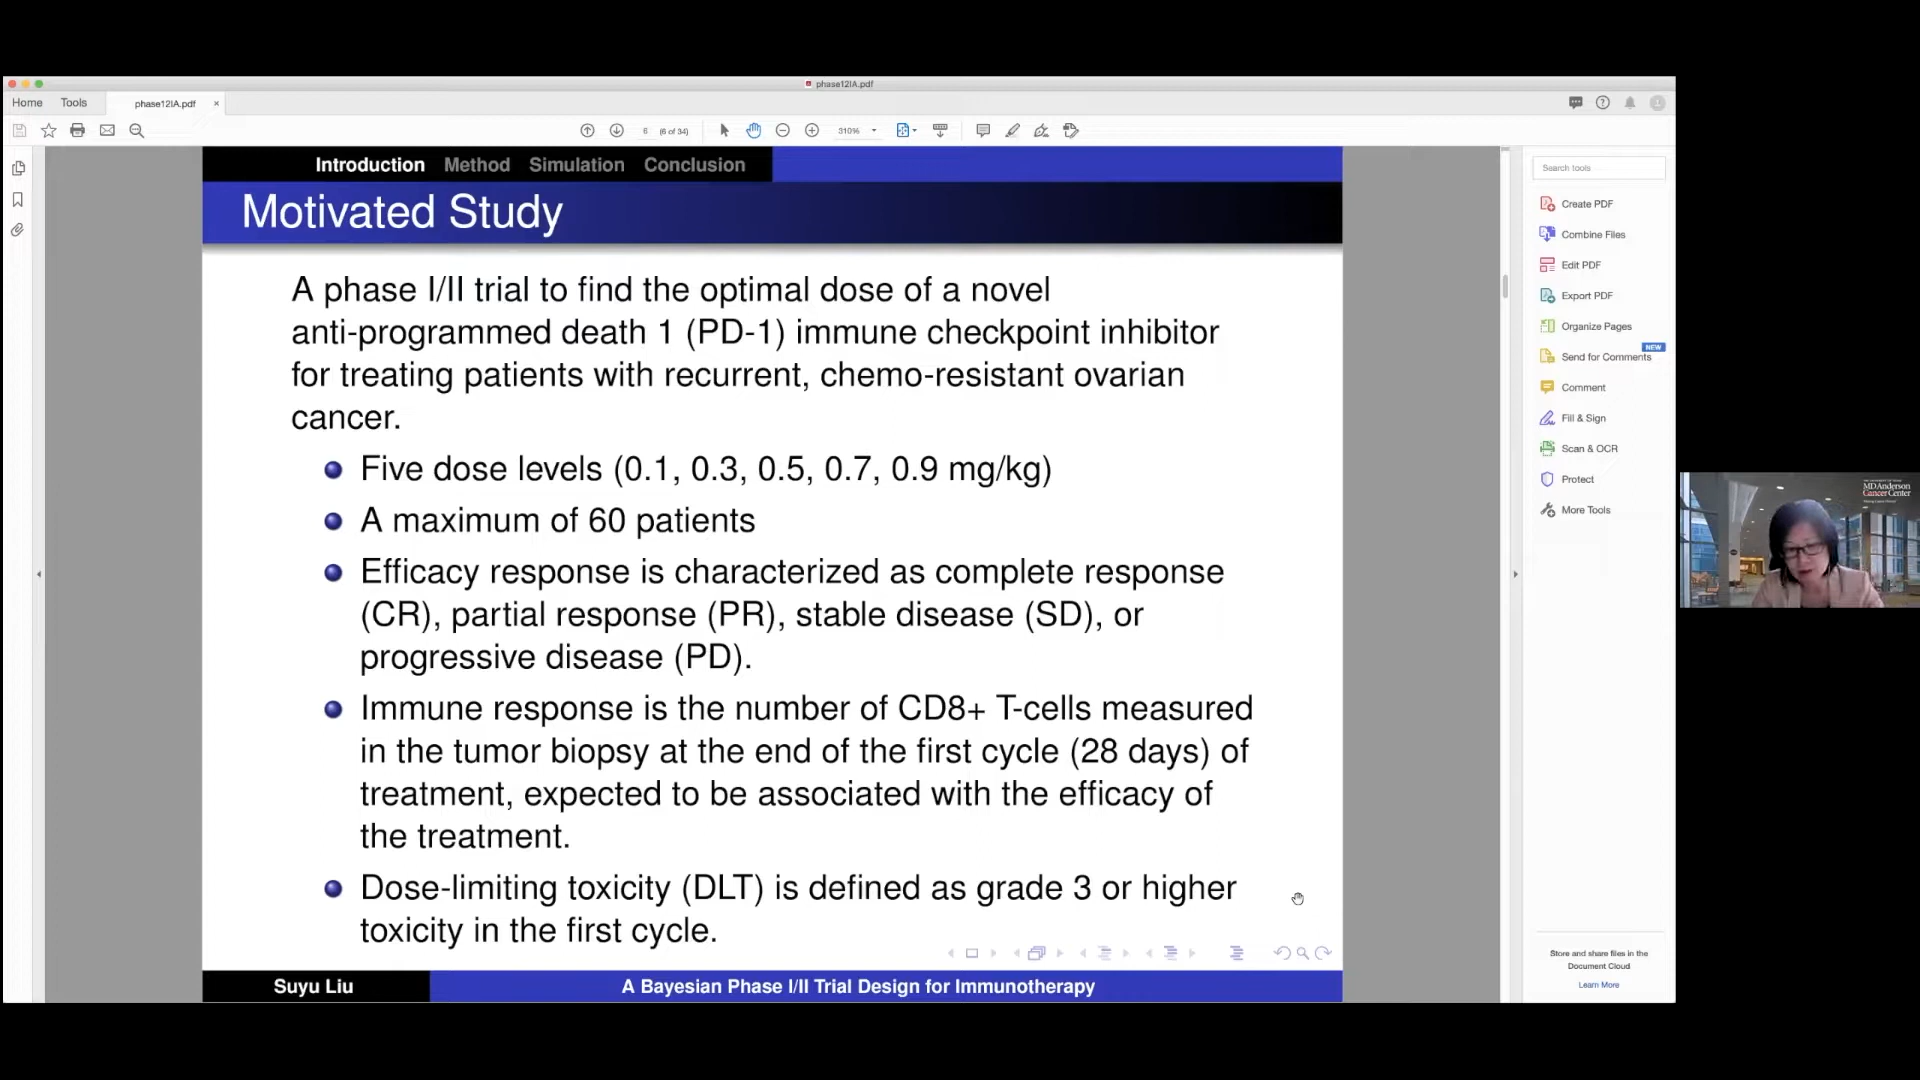 phase12IA.pdf
Home Tools phase12IA.pdf ×
6 (6 of 34) 310%
Introduction Method Simulation Conclusion
Motivated Study
A phase I/II trial to find the optimal dose of a novel
anti-programmed death 1 (PD-1) immune checkpoint inhibitor
for treating patients with recurrent, chemo-resistant ovarian
cancer.
Five dose levels (0.1, 0.3, 0.5, 0.7, 0.9 mg/kg)
A maximum of 60 patients
Efficacy response is characterized as complete response
(CR), partial response (PR), stable disease (SD), or
progressive disease (PD).
Immune response is the number of CD8+ T-cells measured
in the tumor biopsy at the end of the first cycle (28 days) of
treatment, expected to be associated with the efficacy of
the treatment.
Dose-limiting toxicity (DLT) is defined as grade 3 or higher
toxicity in the first cycle.
Suyu Liu A Bayesian Phase I/II Trial Design for Immunotherapy
Search tools
Create PDF
Combine Files
Edit PDF
Export PDF
Organize Pages
NEW
Send for Comments
Comment
Fill & Sign
Scan & OCR
Protect
More Tools
Store and share files in the
Document Cloud
Learn More
MD Anderson
Cancer Center